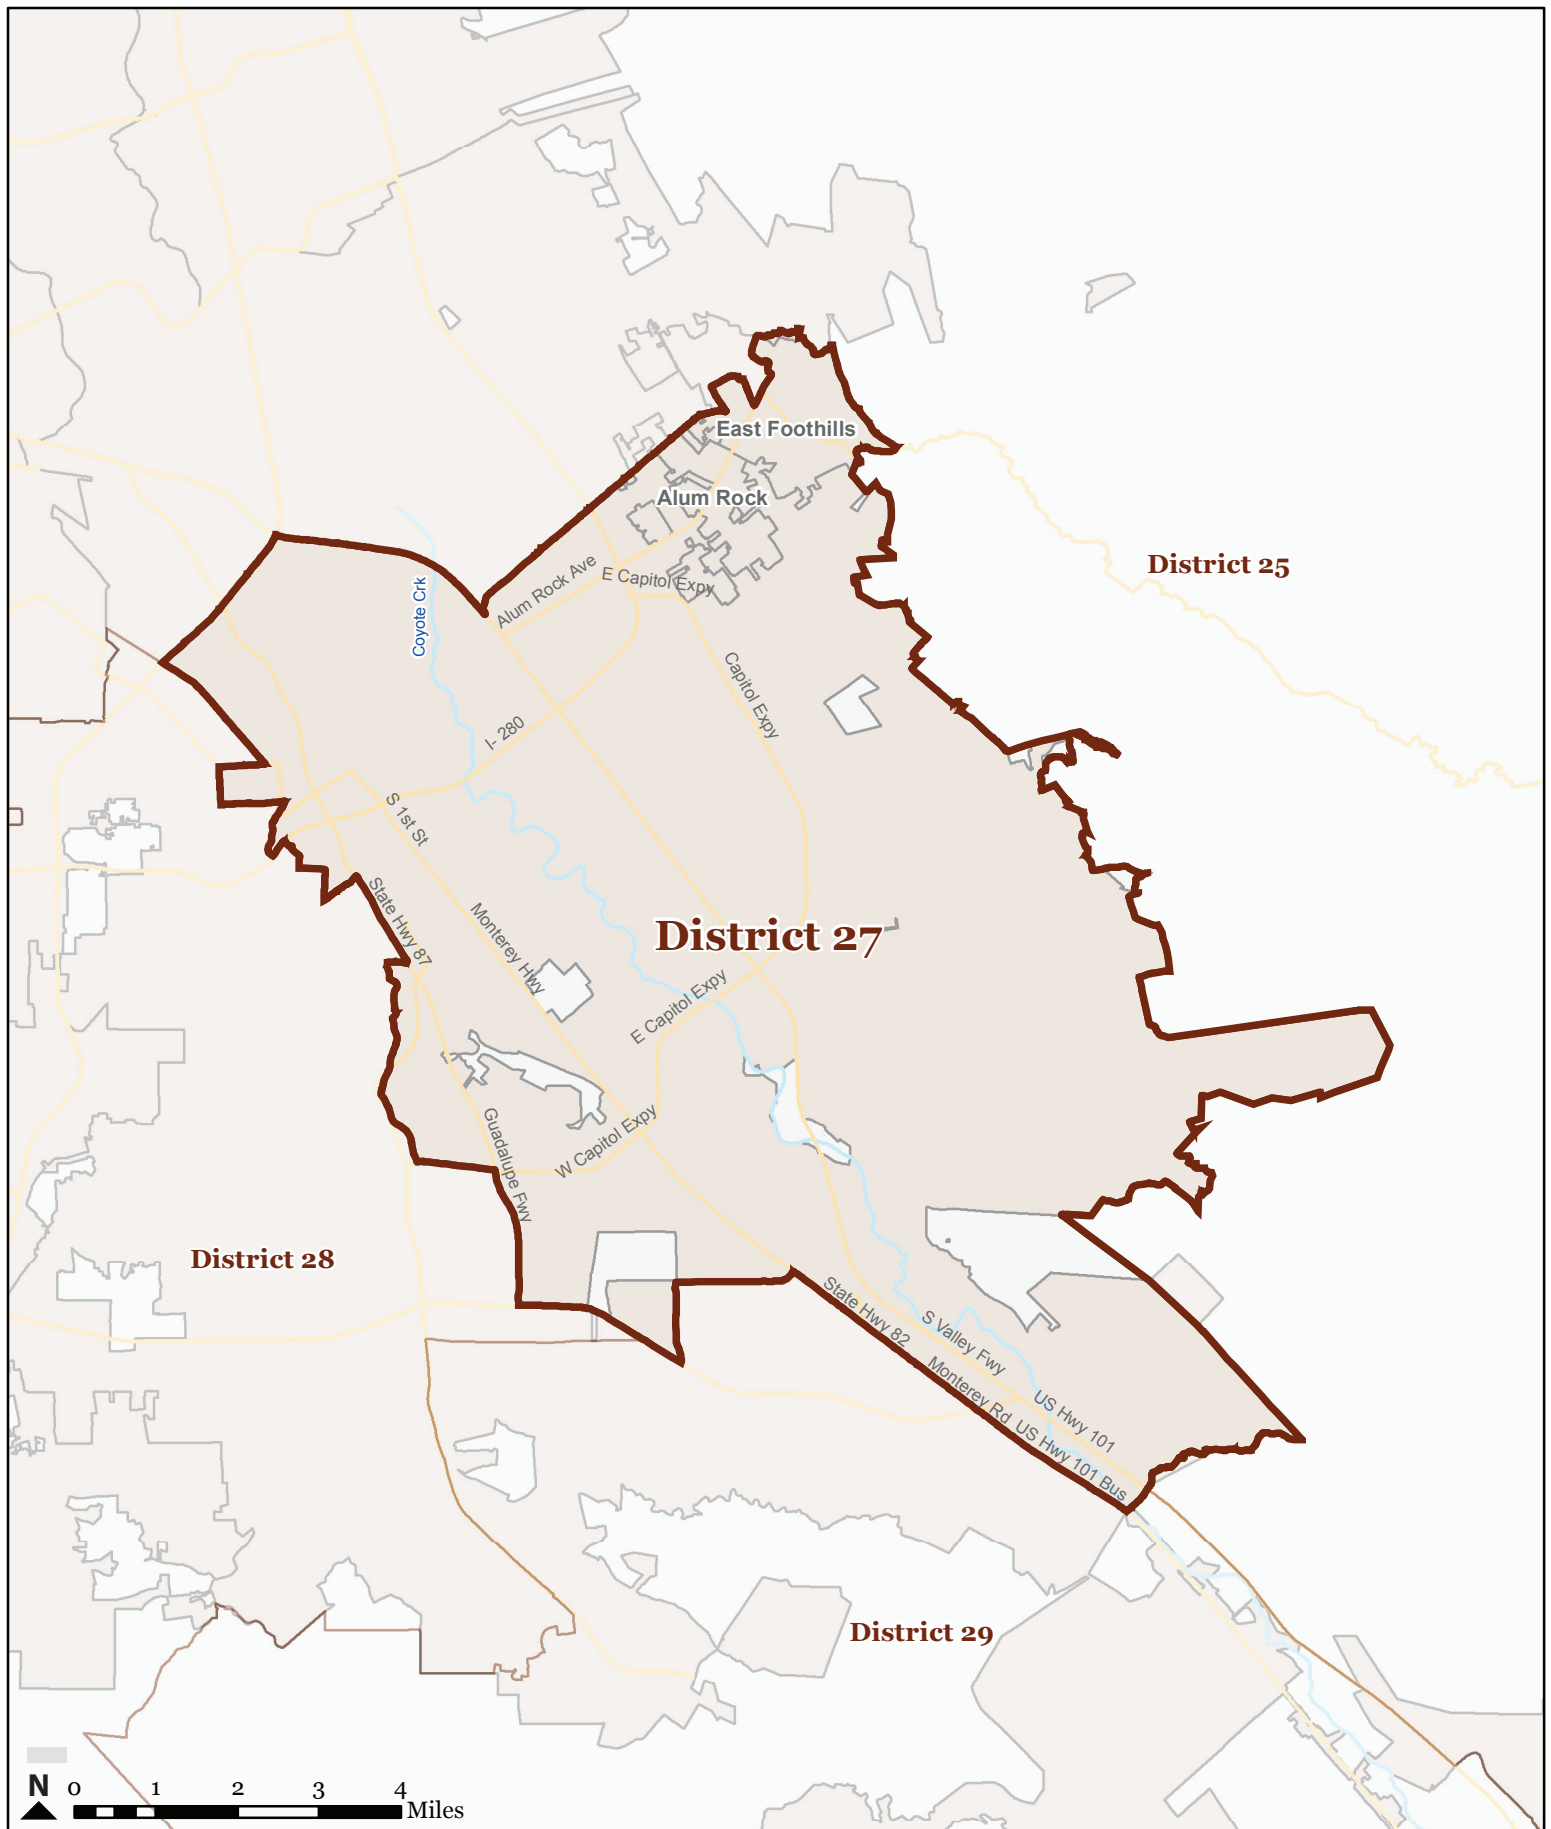 East Foothills
Alum Rock
District 25
Alum Rock Ave
E Capitol Expy
Coyote Crk
Capitol Expy
I- 280
S 1st St
State Hwy 87
Monterey Hwy
District 27
E Capitol Expy
Guadalupe Fwy
W Capitol Expy
District 28
State Hwy 82
S Valley Fwy
Monterey Rd
US Hwy 101
US Hwy 101 Bus
District 29
N
0 1 2 3 4
Miles